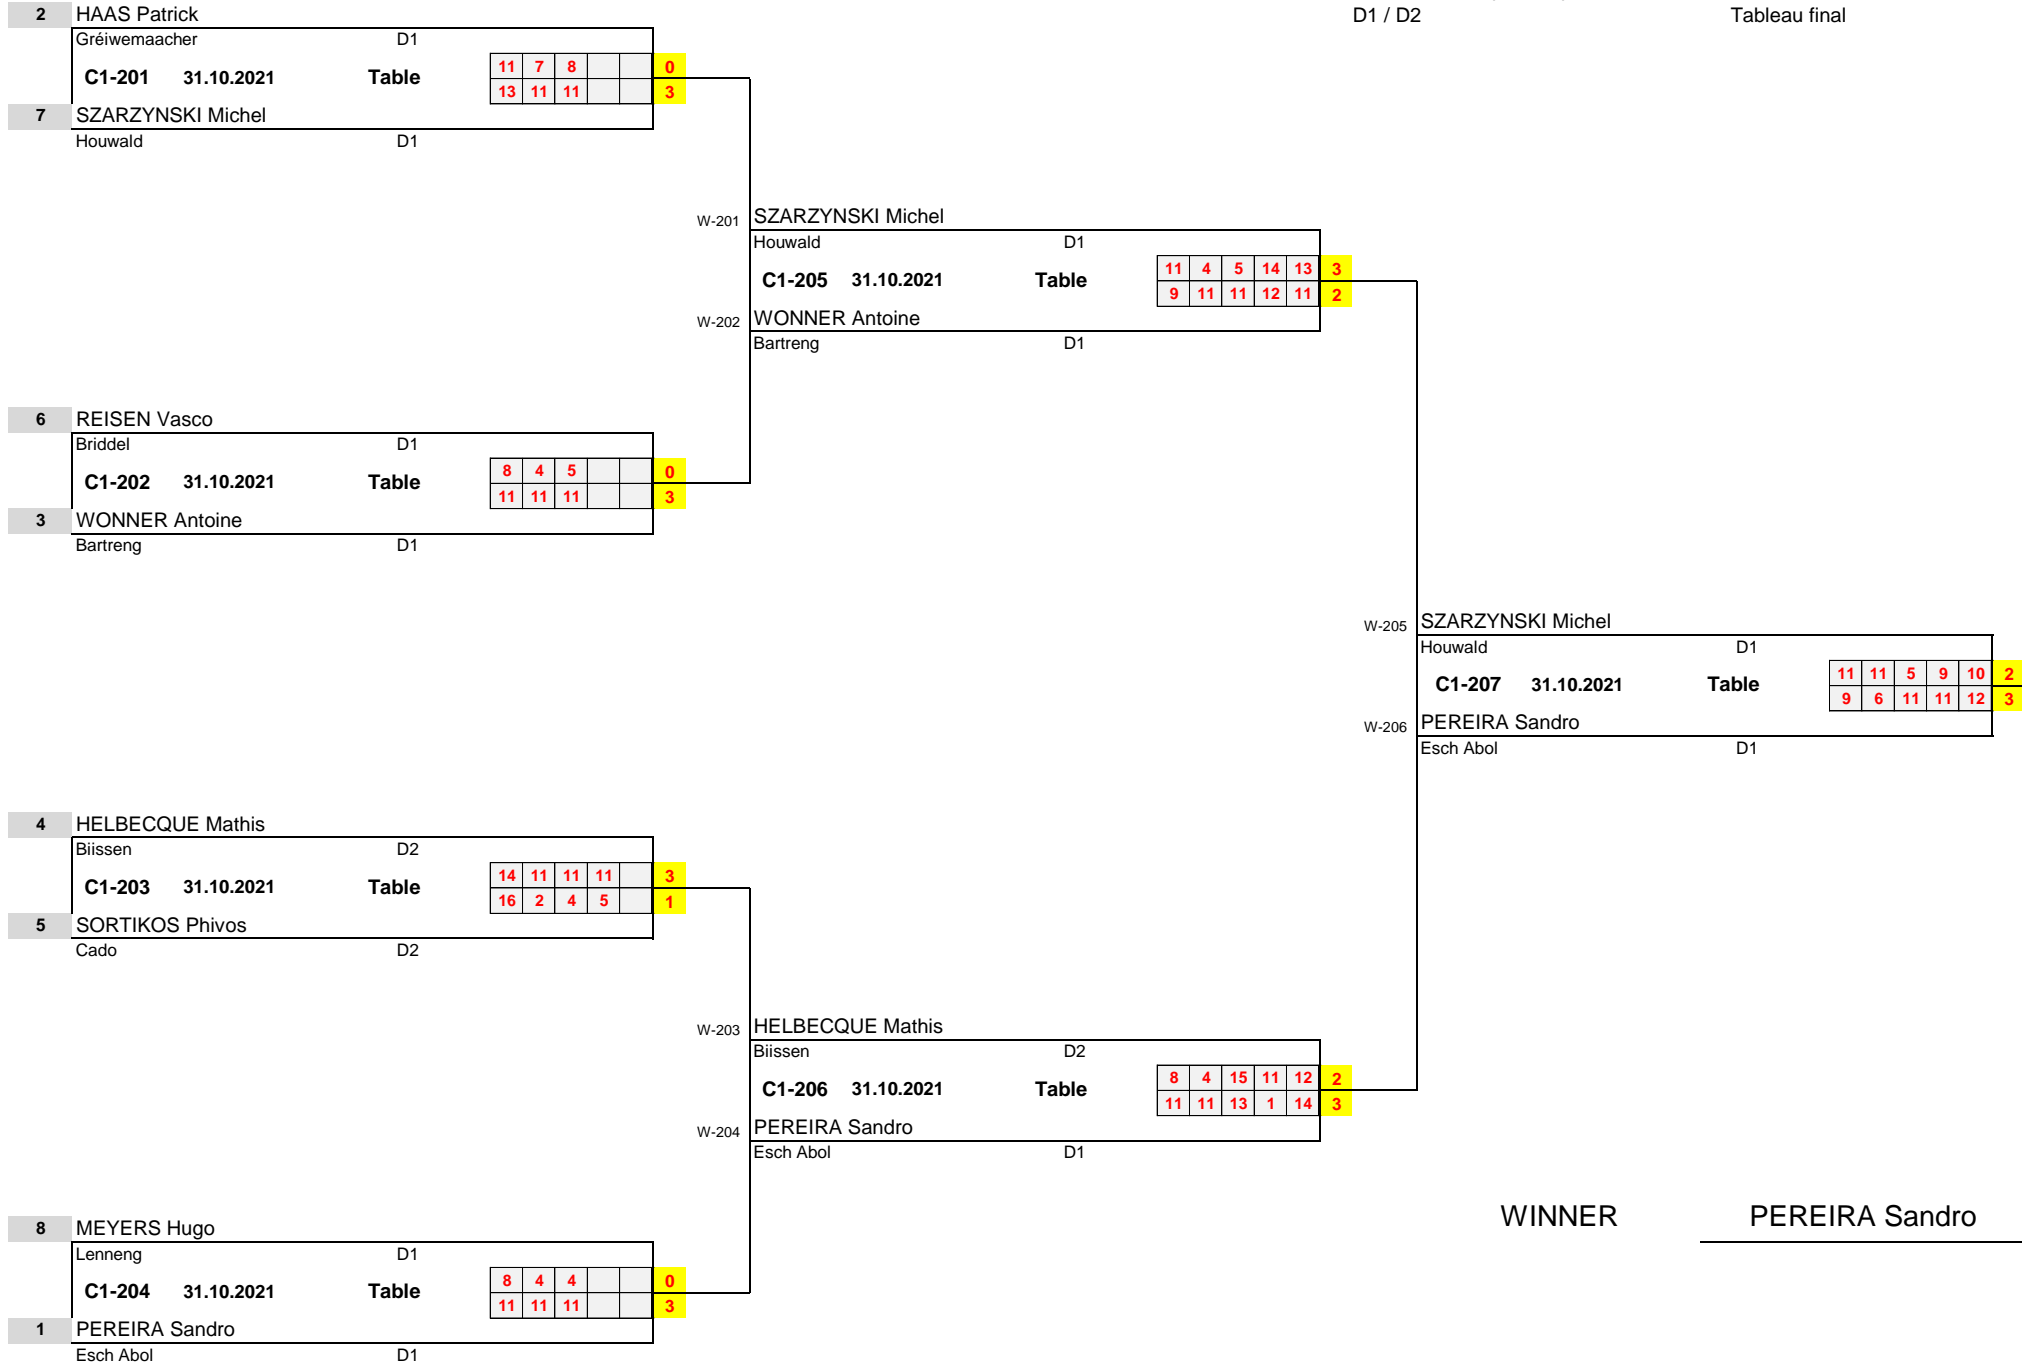 2 HAAS Patrick
D1 / D2 Tableau final
Gréiwemaacher D1
C1-201 31.10.2021 Table 11 7 8 0
13 11 11 3
7 SZARZYNSKI Michel
Houwald D1
W-201 SZARZYNSKI Michel
Houwald D1
C1-205 31.10.2021 Table 11 4 5 14 13 3
9 11 11 12 11 2
W-202 WONNER Antoine
Bartreng D1
6 REISEN Vasco
Briddel D1
C1-202 31.10.2021 Table 8 4 5 0
11 11 11 3
3 WONNER Antoine
Bartreng D1
W-205 SZARZYNSKI Michel
Houwald D1
C1-207 31.10.2021 Table 11 11 5 9 10 2
9 6 11 11 12 3
W-206 PEREIRA Sandro
Esch Abol D1
4 HELBECQUE Mathis
Biissen D2
C1-203 31.10.2021 Table 14 11 11 11 3
16 2 4 5 1
5 SORTIKOS Phivos
Cado D2
W-203 HELBECQUE Mathis
Biissen D2
C1-206 31.10.2021 Table 8 4 15 11 12 2
11 11 13 1 14 3
W-204 PEREIRA Sandro
Esch Abol D1
WINNER PEREIRA Sandro
8 MEYERS Hugo
Lenneng D1
C1-204 31.10.2021 Table 8 4 4 0
11 11 11 3
1 PEREIRA Sandro
Esch Abol D1